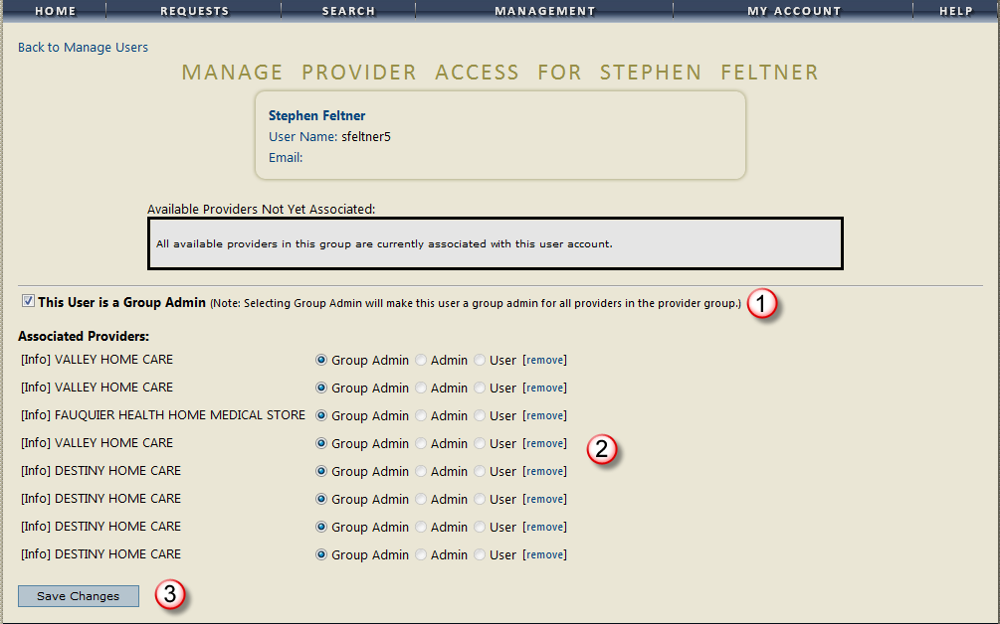 HOME REQUESTS SEARCH MANAGEMENT MY ACCOUNT HELP
Back to Manage Users
MANAGE PROVIDER ACCESS FOR STEPHEN FELTNER
Stephen Feltner
User Name: sfeltner5
Email:
Available Providers Not Yet Associated:
All available providers in this group are currently associated with this user account.
This User is a Group Admin (Note: Selecting Group Admin will make this user a group admin for all providers in the provider group.) 1
Associated Providers:
[Info] VALLEY HOME CARE Group Admin Admin User [remove]
[Info] VALLEY HOME CARE Group Admin Admin User [remove]
[Info] FAUQUIER HEALTH HOME MEDICAL STORE Group Admin Admin User [remove]
[Info] VALLEY HOME CARE Group Admin Admin User [remove] 2
[Info] DESTINY HOME CARE Group Admin Admin User [remove]
[Info] DESTINY HOME CARE Group Admin Admin User [remove]
[Info] DESTINY HOME CARE Group Admin Admin User [remove]
[Info] DESTINY HOME CARE Group Admin Admin User [remove]
Save Changes 3